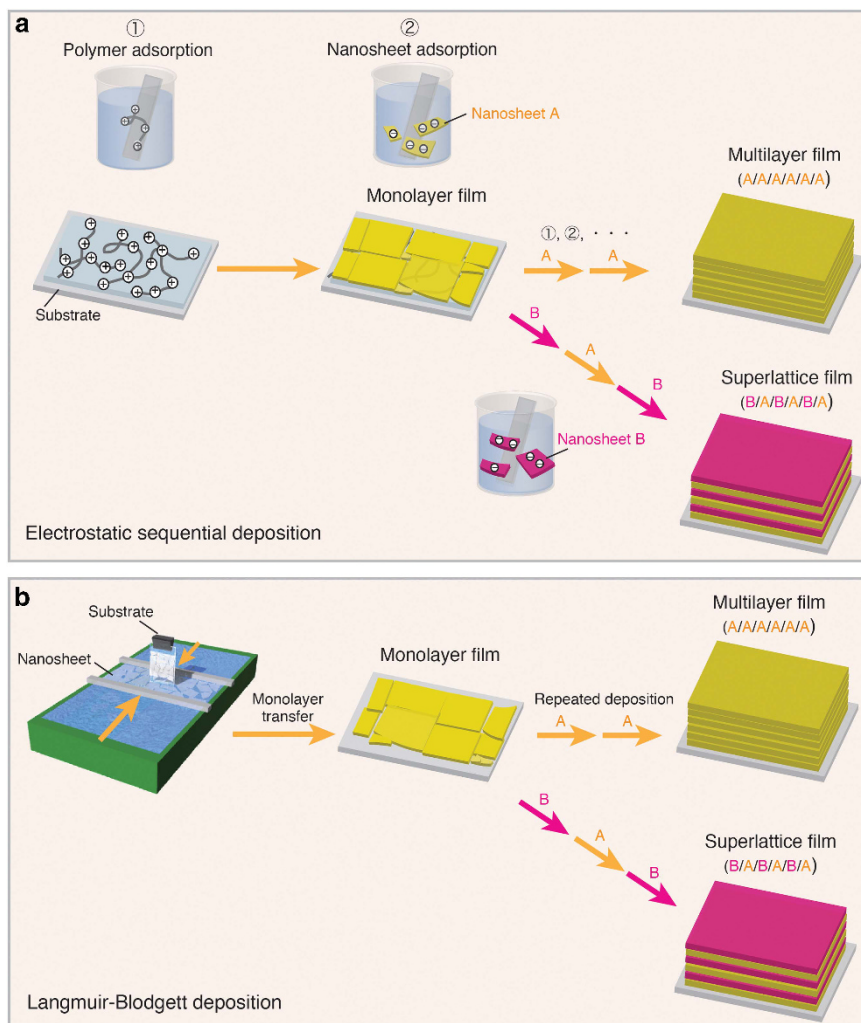 a
①
Polymer adsorption
②
Nanosheet adsorption
Nanosheet A
Multilayer film
(A/A/A/A/A/A)
Monolayer film
①, ②, · · ·
A
A
Substrate
B
A
B
Superlattice film
(B/A/B/A/B/A)
Nanosheet B
Electrostatic sequential deposition
b
Substrate
Nanosheet
Multilayer film
(A/A/A/A/A/A)
Monolayer film
Monolayer
transfer
Repeated deposition
A
A
B
A
B
Superlattice film
(B/A/B/A/B/A)
Langmuir-Blodgett deposition